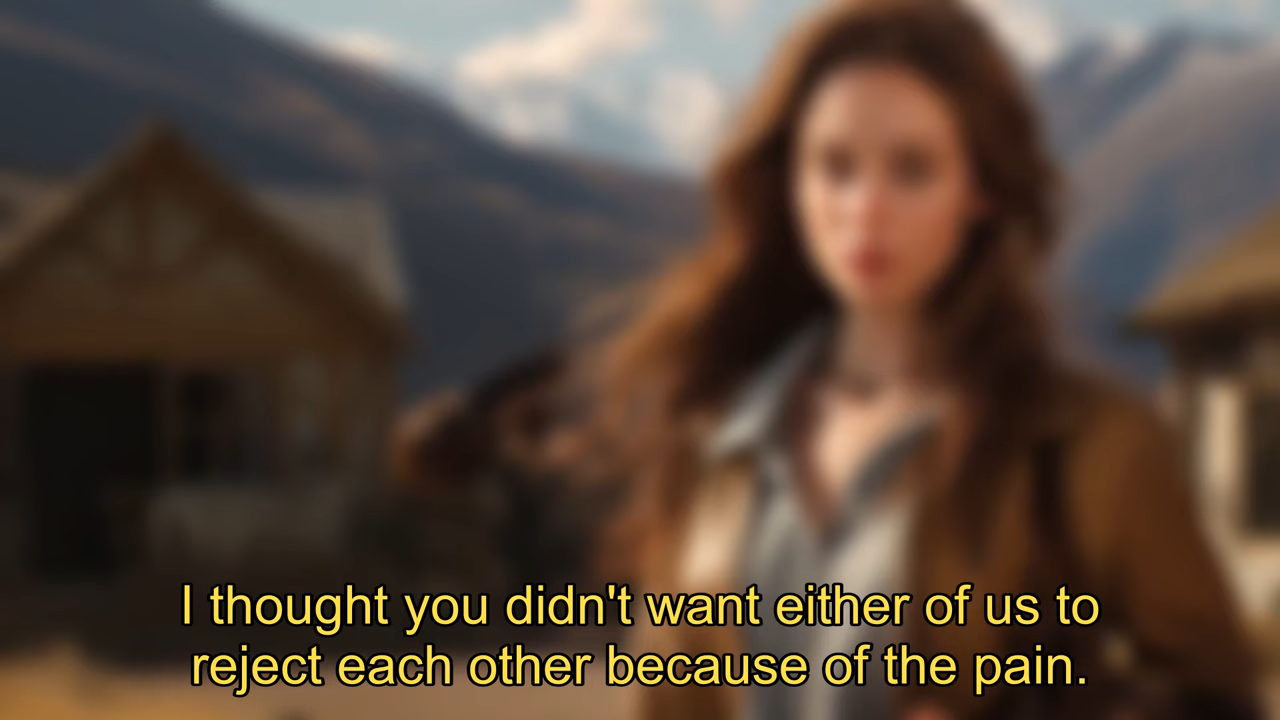 I thought you didn't want either of us to
reject each other because of the pain.